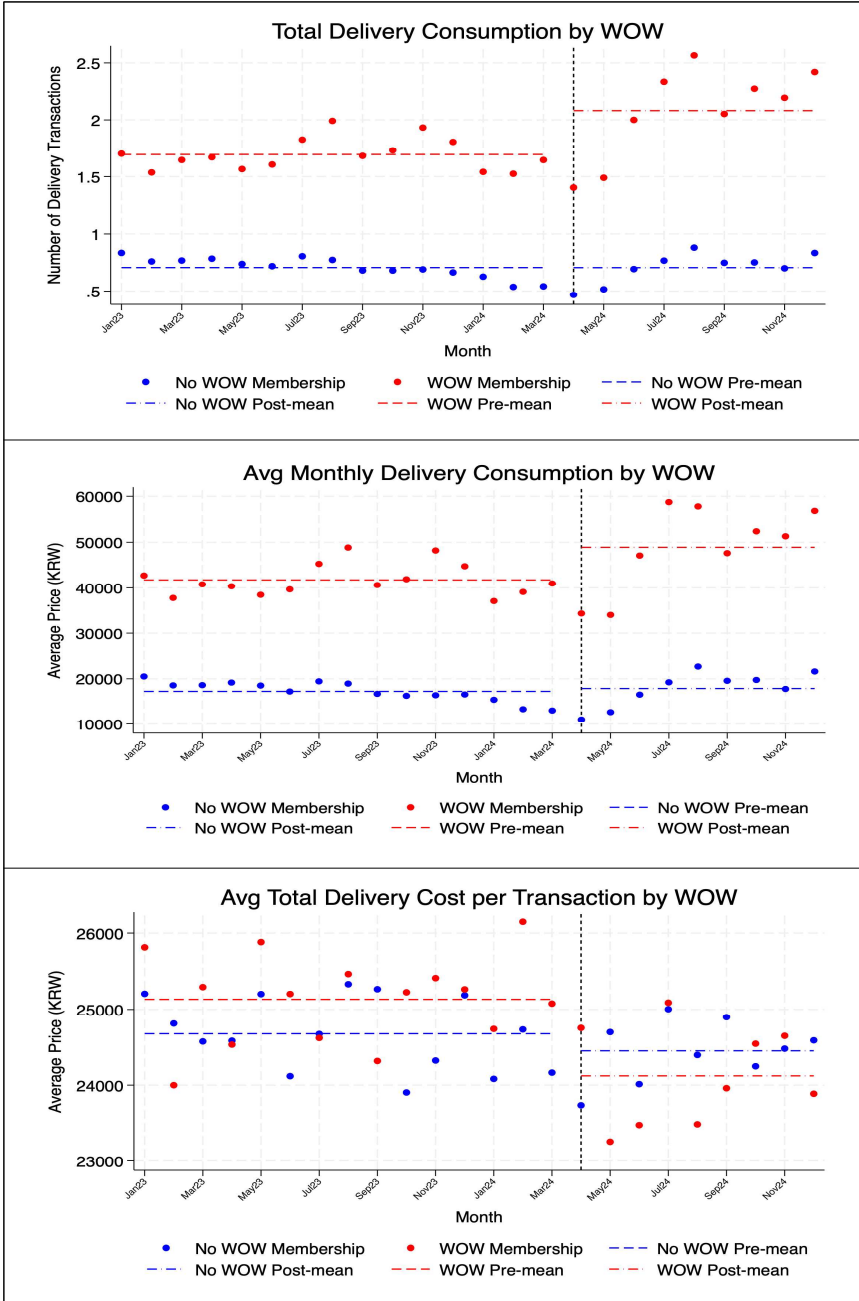 Total Delivery Consumption by WOW
Number of Delivery Transactions
2.5
2
1.5
1
.5
Jan23 Mar23 May23 Jul23 Sep23 Nov23 Jan24 Mar24 May24 Jul24 Sep24 Nov24
Month
No WOW Membership WOW Membership No WOW Pre-mean
No WOW Post-mean WOW Pre-mean WOW Post-mean
Avg Monthly Delivery Consumption by WOW
Average Price (KRW)
60000
50000
40000
30000
20000
10000
Jan23 Mar23 May23 Jul23 Sep23 Nov23 Jan24 Mar24 May24 Jul24 Sep24 Nov24
Month
No WOW Membership WOW Membership No WOW Pre-mean
No WOW Post-mean WOW Pre-mean WOW Post-mean
Avg Total Delivery Cost per Transaction by WOW
Average Price (KRW)
26000
25000
24000
23000
Jan23 Mar23 May23 Jul23 Sep23 Nov23 Jan24 Mar24 May24 Jul24 Sep24 Nov24
Month
No WOW Membership WOW Membership No WOW Pre-mean
No WOW Post-mean WOW Pre-mean WOW Post-mean